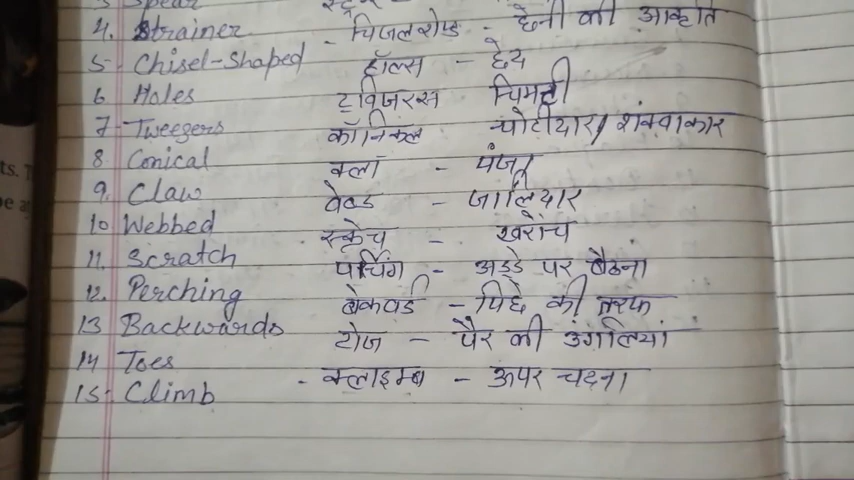 3 Spear
4. Strainer
5. Chisel-Shaped - चिजलशेप्ड - छेनी की आकृति
6 Holes हॉल्स - छेद
7- Tweezers ट्विजरस चिमटी
8 Conical कॉनिकल चोटीदार/शंक्वाकार
9. Claw क्लॉ - पंजा
10 Webbed वेब्ड - जालिदार
11. Scratch स्क्रेच - खरोंच
12. Perching पर्चिंग - अड्डे पर बैठना
13 Backwards बेकवर्ड - पिछे की तरफ
14 Toes टोज - पैर की उंगलियां
15. Climb - क्लाइम्ब - ऊपर चढ़ना